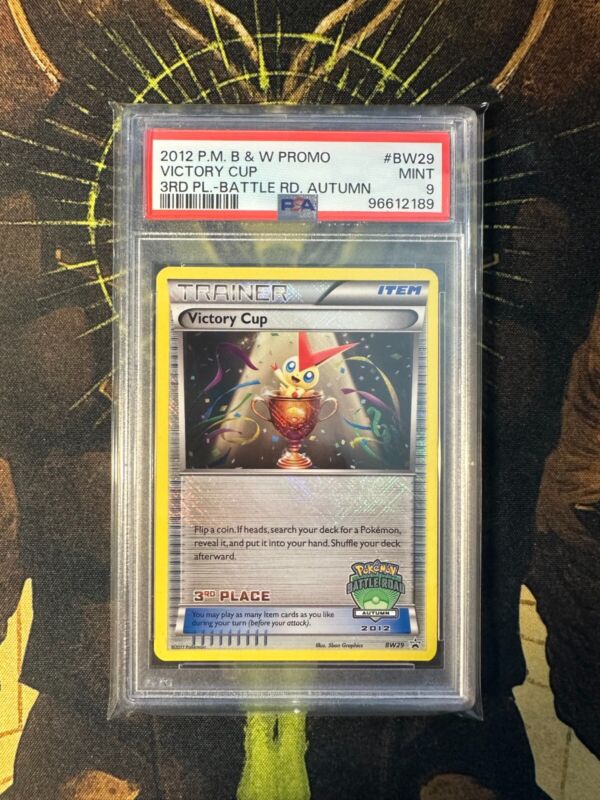 2012 P.M. B & W PROMO #BW29
VICTORY CUP MINT
3RD PL.-BATTLE RD. AUTUMN 9
PSA 96612189
TRAINER ITEM
Victory Cup
Flip a coin. If heads, search your deck for a Pokémon,
reveal it, and put it into your hand. Shuffle your deck
afterward.
3RD PLACE
Pokémon
BATTLE ROAD
AUTUMN
2012
You may play as many Item cards as you like
during your turn (before your attack).
©2011 Pokémon Illus. 5ban Graphics BW29